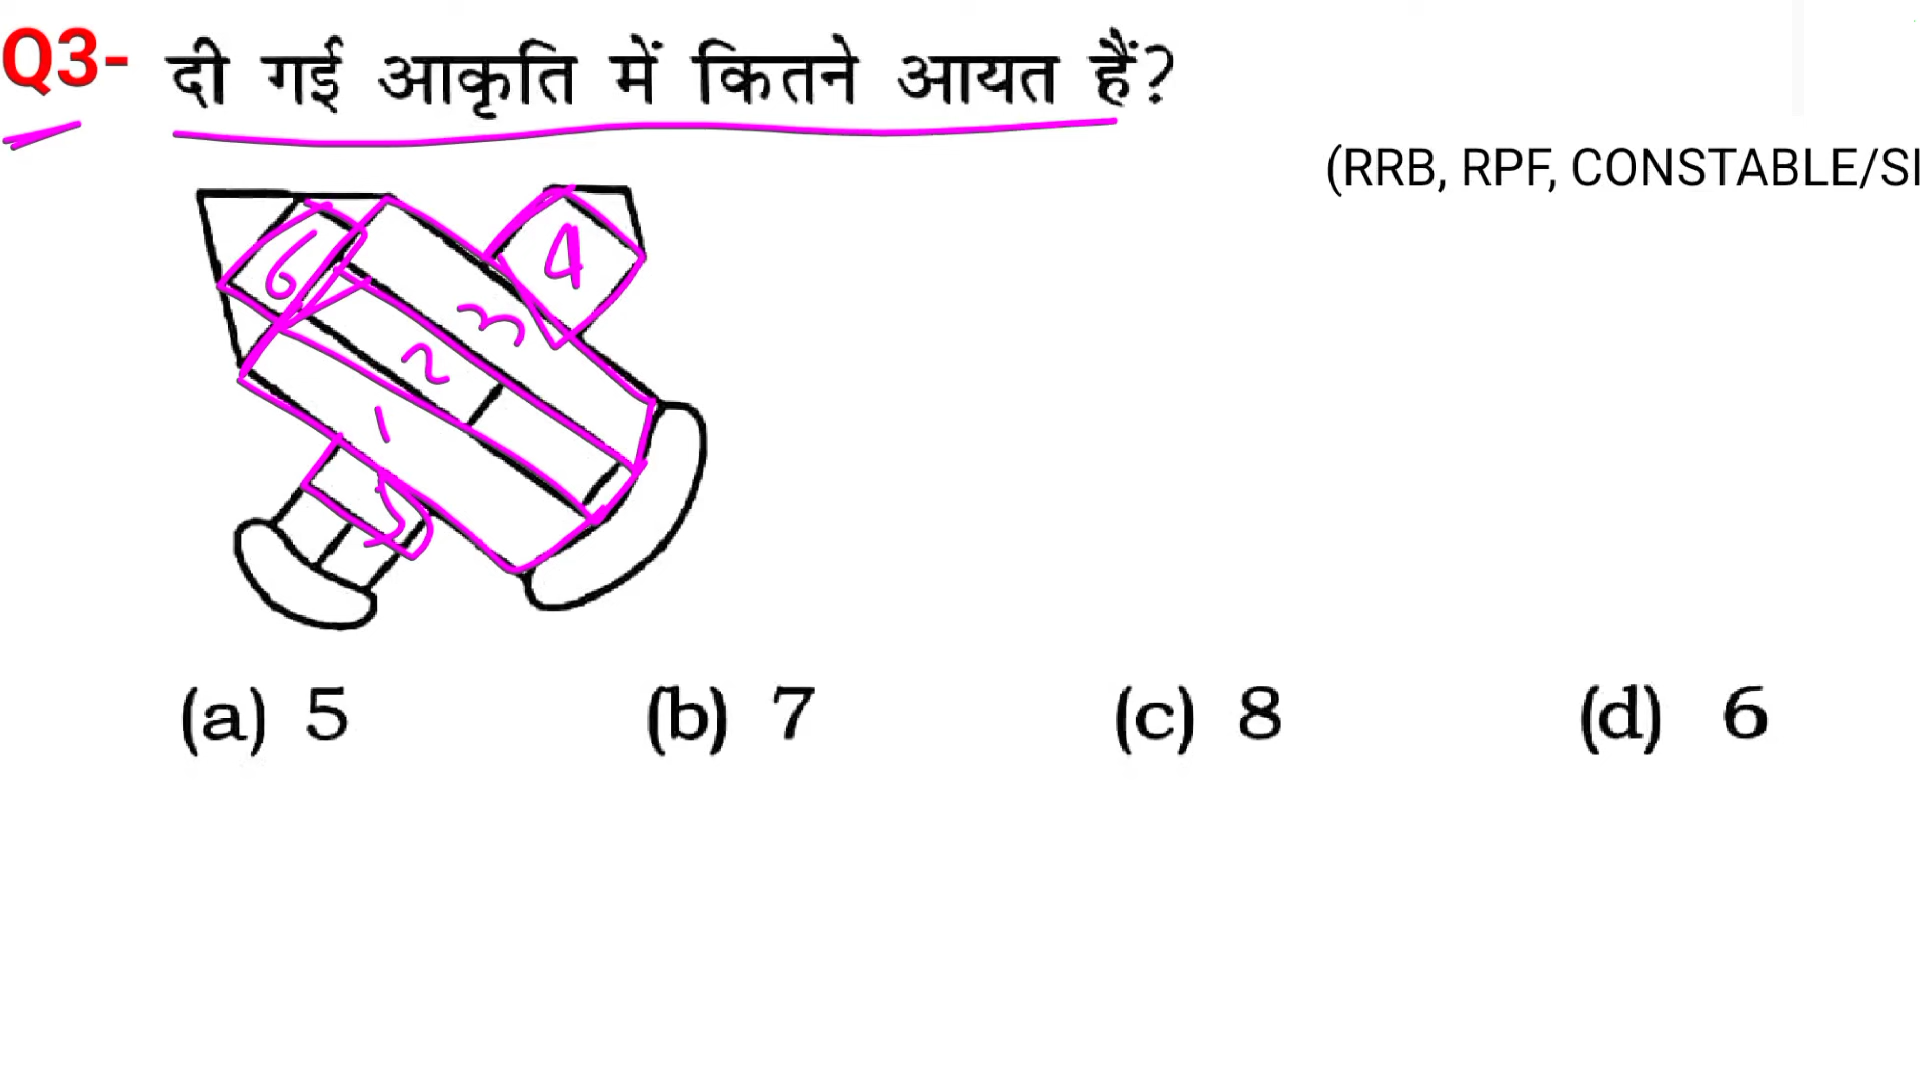 Q3- दी गई आकृति में कितने आयत हैं?
(RRB, RPF, CONSTABLE/SI
6
4
3
2
1
5
(a) 5 (b) 7 (c) 8 (d) 6